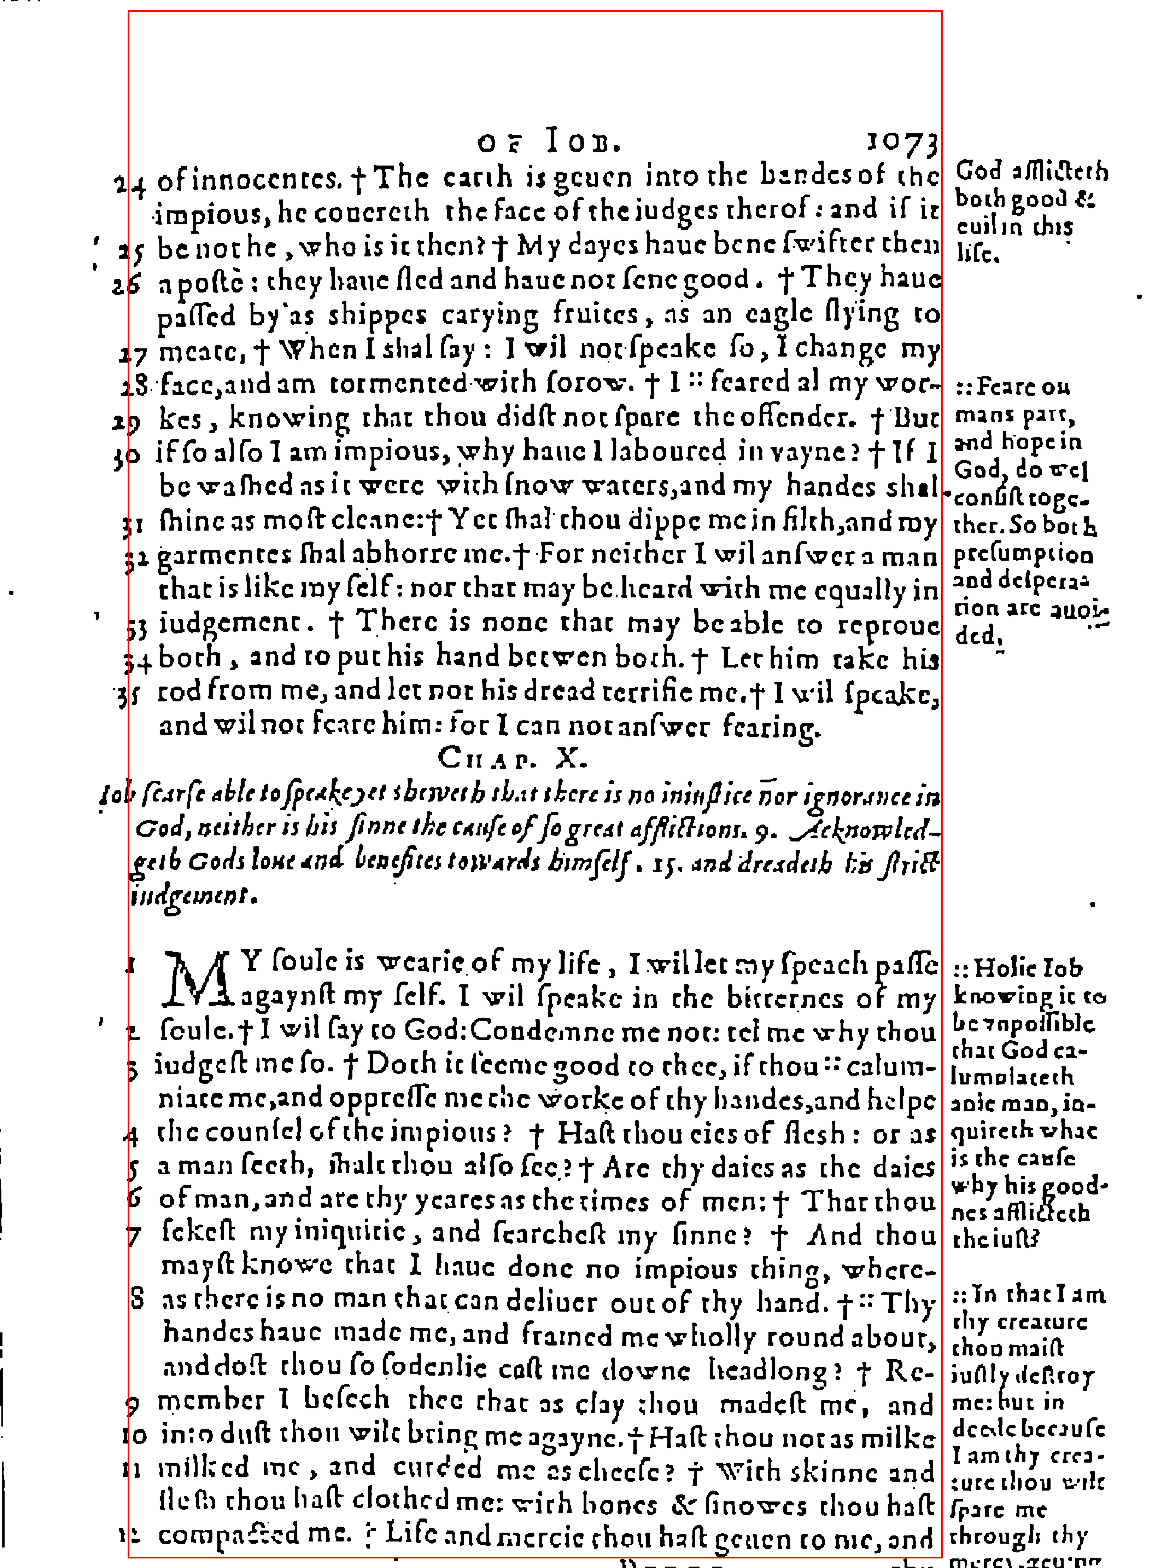 OF IOB. 1073
24 of innocentes. † The earth is geuen into the handes of the
impious, he couereth the face of the iudges therof: and if it
25 be not he, who is it then? † My dayes haue bene ſwifter then
26 a poſte: they haue fled and haue not ſene good. † They haue
paſſed by as shippes carying fruites, as an eagle flying to
27 meate, † When I shal ſay: I wil not ſpeake ſo, I change my
28 face, and am tormented with ſorow. † I :: feared al my wor-
29 kes, knowing that thou didſt not ſpare the offender. † But
30 if ſo alſo I am impious, why haue I laboured in vayne? † If I
be waſhed as it were with ſnow waters, and my handes shal
31 ſhine as moſt cleane: † Yet ſhal thou dippe me in filth, and my
32 garmentes ſhal abhorre me. † For neither I wil anſwer a man
that is like my ſelf: nor that may be heard with me equally in
33 iudgement. † There is none that may be able to reproue
34 both, and to put his hand betwen both. † Let him take his
35 rod from me, and let not his dread terrifie me. † I wil ſpeake,
and wil not feare him: for I can not anſwer fearing.
CHAP. X.
Iob ſcarſe able to ſpeake yet sheweth that there is no iniuſtice nor ignorance in
God, neither is his ſinne the cauſe of ſo great afflictions. 9. Acknowled-
geth Gods loue and benefites towards himſelf. 15. and dreadeth his ſtrict
iudgement.
1 MY ſoule is wearie of my life, I wil let my ſpeach paſſe
agaynſt my ſelf. I wil ſpeake in the bitternes of my
2 ſoule. † I wil ſay to God: Condemne me not: tel me why thou
3 iudgeſt me ſo. † Doth it ſeeme good to thee, if thou :: calum-
niate me, and oppreſſe me the worke of thy handes, and helpe
4 the counſel of the impious? † Haſt thou eies of fleſh: or as
5 a man ſeeth, ſhalt thou alſo ſee? † Are thy daies as the daies
6 of man, and are thy yeares as the times of men: † That thou
7 ſekeſt my iniquitie, and ſearcheſt my ſinne? † And thou
mayſt knowe that I haue done no impious thing, where-
8 as there is no man that can deliuer out of thy hand. † :: Thy
handes haue made me, and framed me wholly round about,
and doſt thou ſo ſodenlie caſt me downe headlong? † Re-
9 member I beſeech thee that as clay thou madeſt me, and
10 into duſt thou wilt bring me agayne. † Haſt thou not as milke
11 milked me, and curded me as cheeſe? † With skinne and
fleſh thou haſt clothed me: with bones & ſinowes thou haſt
12 compaſted me. † Life and mercie thou haſt geuen to me, and
God afflicteth
both good &
euil in this
life.
:: Feare on
mans part,
and hope in
God, do wel
conſiſt toge-
ther. So both
preſumption
and deſpera-
tion are auoi-
ded.
:: Holie Iob
knowing it to
be vnpoſſible
that God ca-
lumniateth
anie man, in-
quireth what
is the cauſe
why his good-
nes afflicteth
the iuſt?
:: In that I am
thy creature
thou maiſt
iuſtly deſtroy
me: but in
deede becauſe
I am thy crea-
ture thou wilt
ſpare me
through thy